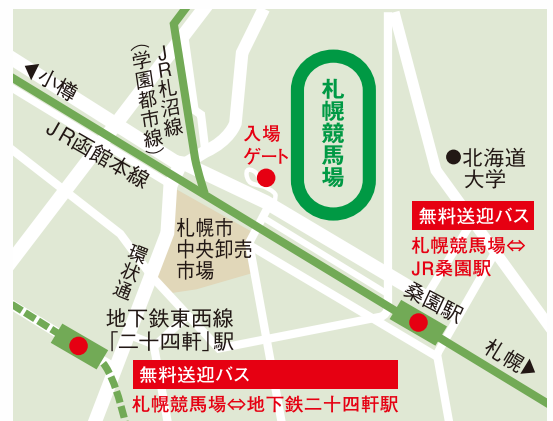 ◀小樽
JR函館本線
JR札沼線
(学園都市線)
入場
ゲート
札幌競馬場
●北海道
大学
無料送迎バス
札幌競馬場⇔
JR桑園駅
札幌市
中央卸売
市場
環状通
桑園駅
地下鉄東西線
「二十四軒」駅
札幌▶
無料送迎バス
札幌競馬場⇔地下鉄二十四軒駅